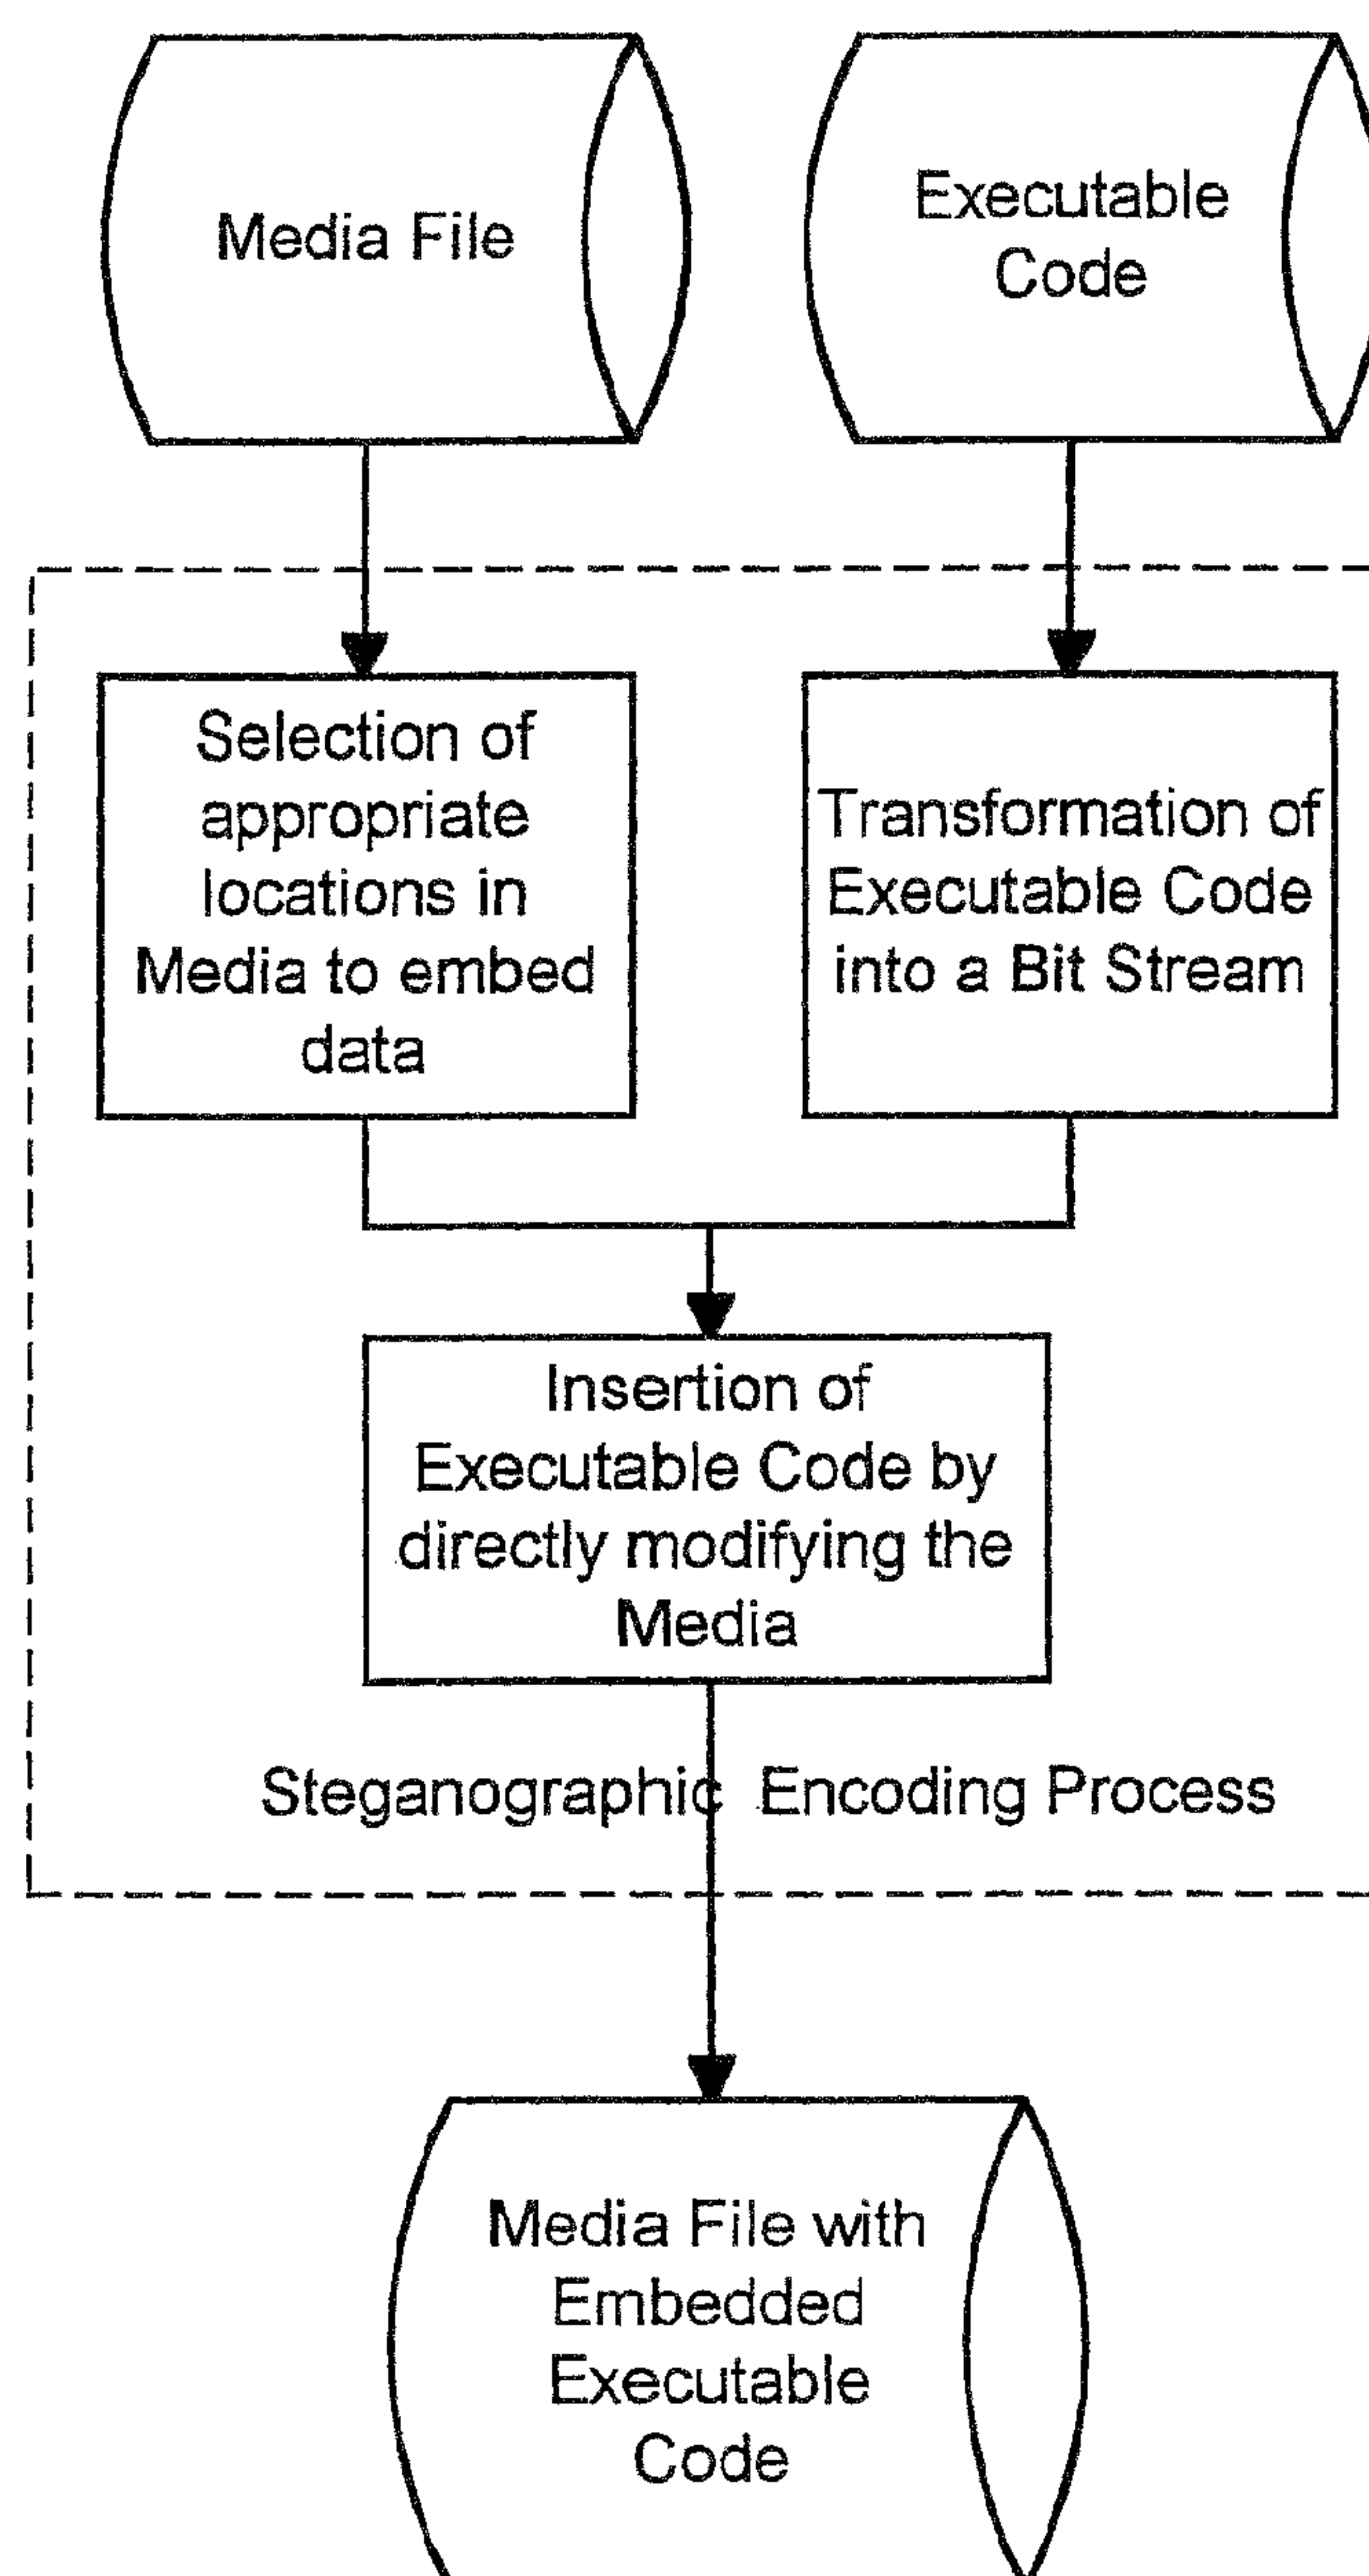 Media File
Executable
Code
Selection of
appropriate
locations in
Media to embed
data
Transformation of
Executable Code
into a Bit Stream
Insertion of
Executable Code by
directly modifying the
Media
Steganographic Encoding Process
Media File with
Embedded
Executable
Code